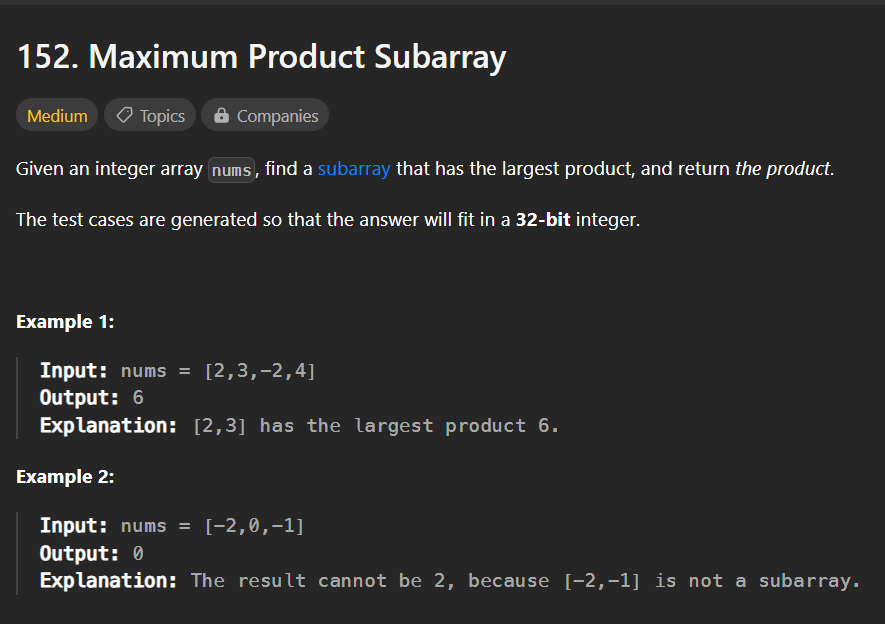 152. Maximum Product Subarray
Medium Topics Companies
Given an integer array nums, find a subarray that has the largest product, and return the product.
The test cases are generated so that the answer will fit in a 32-bit integer.
Example 1:
Input: nums = [2,3,-2,4]
Output: 6
Explanation: [2,3] has the largest product 6.
Example 2:
Input: nums = [-2,0,-1]
Output: 0
Explanation: The result cannot be 2, because [-2,-1] is not a subarray.